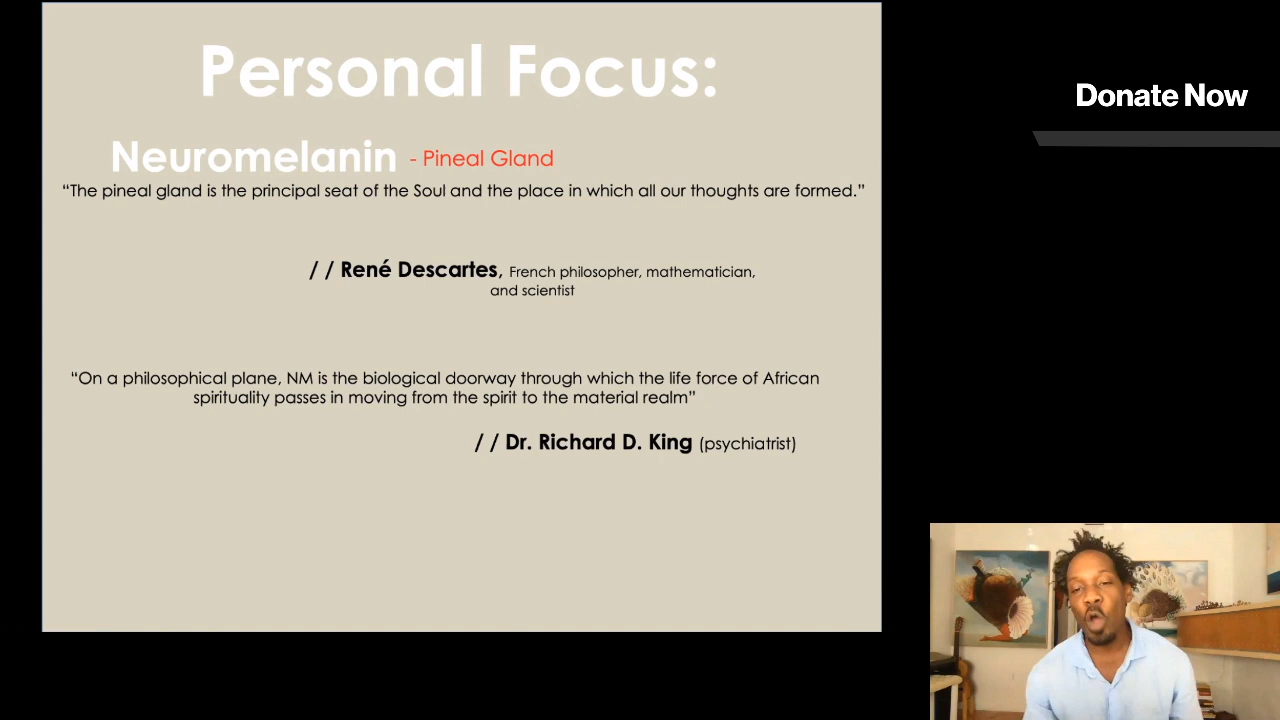 Personal Focus:
Donate Now
Neuromelanin - Pineal Gland
“The pineal gland is the principal seat of the Soul and the place in which all our thoughts are formed.”
/ / René Descartes, French philosopher, mathematician,
and scientist
“On a philosophical plane, NM is the biological doorway through which the life force of African
spirituality passes in moving from the spirit to the material realm”
/ / Dr. Richard D. King (psychiatrist)